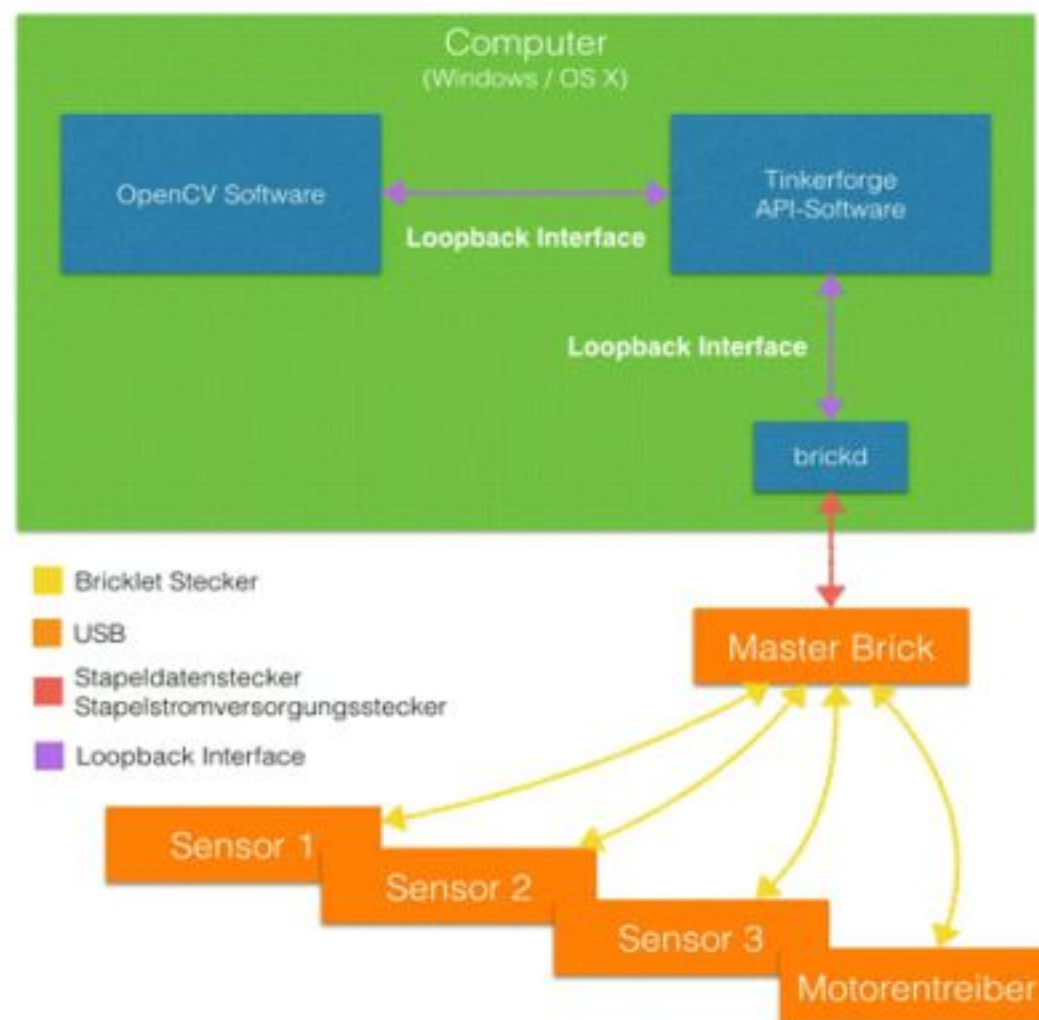 Computer
(Windows / OS X)
OpenCV Software
Tinkerforge
API-Software
Loopback Interface
Loopback Interface
brickd
Bricklet Stecker
USB
Stapeldatenstecker
Stapelstromversorgungsstecker
Loopback Interface
Master Brick
Sensor 1
Sensor 2
Sensor 3
Motorentreiber